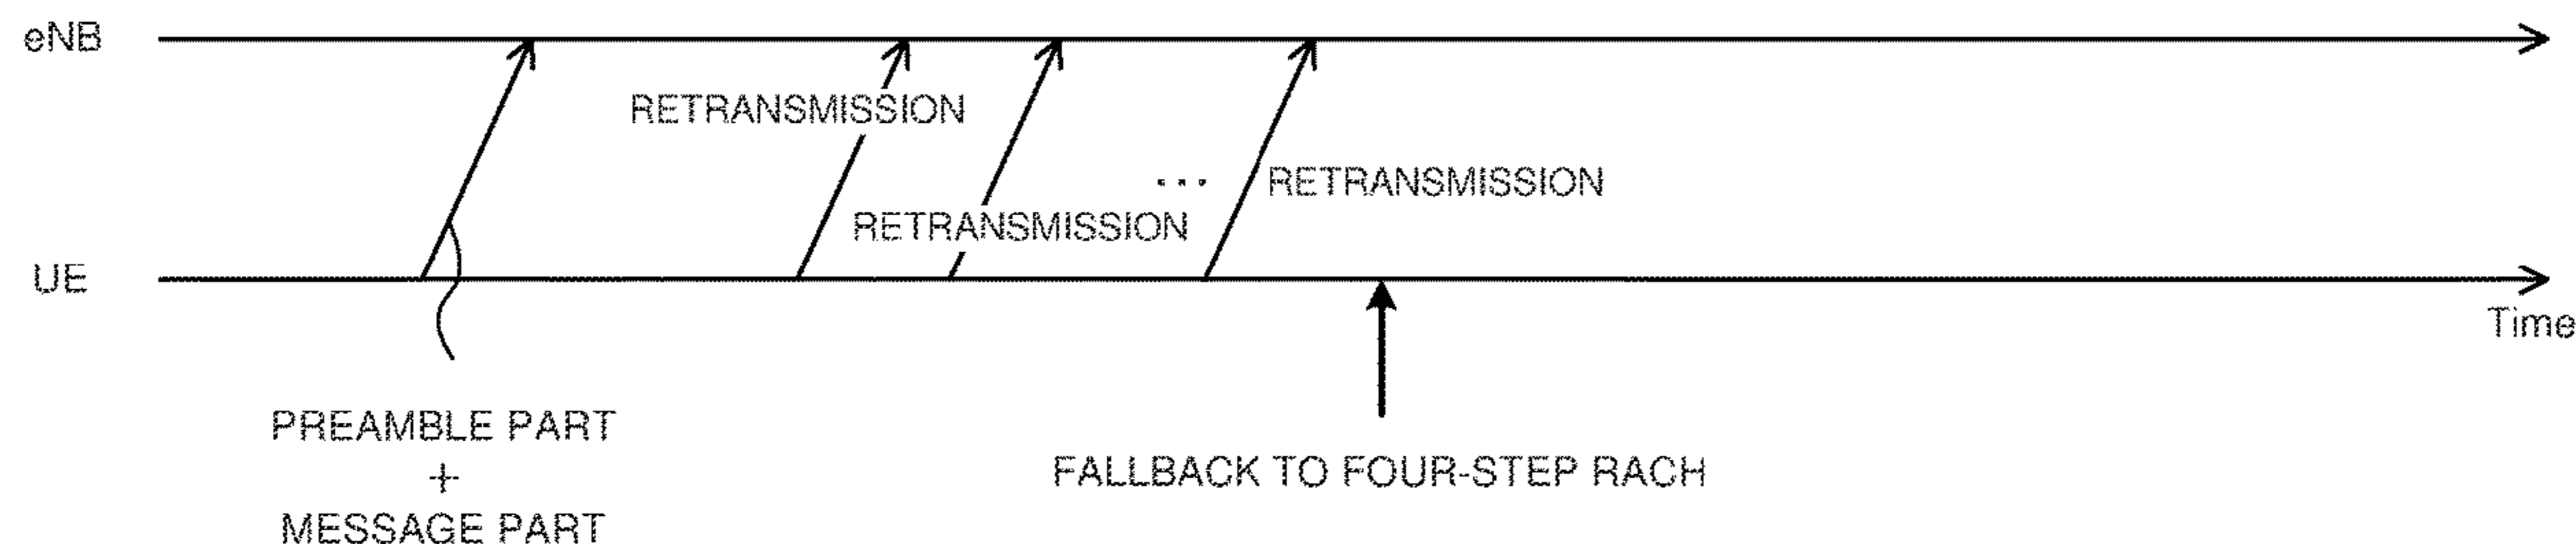 eNB
RETRANSMISSION
... RETRANSMISSION
RETRANSMISSION
UE
Time
PREAMBLE PART
+
MESSAGE PART
FALLBACK TO FOUR-STEP RACH